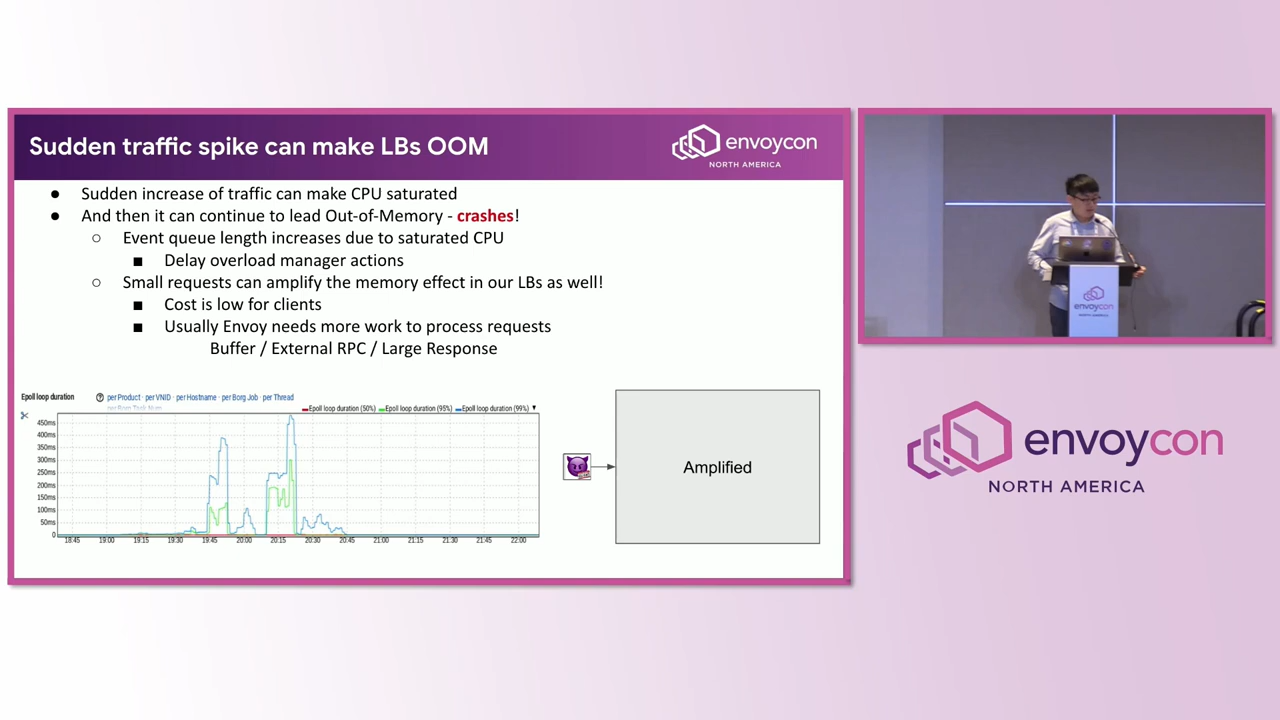 Sudden traffic spike can make LBs OOM
envoycon
NORTH AMERICA
● Sudden increase of traffic can make CPU saturated
● And then it can continue to lead Out-of-Memory - crashes!
○ Event queue length increases due to saturated CPU
■ Delay overload manager actions
○ Small requests can amplify the memory effect in our LBs as well!
■ Cost is low for clients
■ Usually Envoy needs more work to process requests
Buffer / External RPC / Large Response
Epoll loop duration
per Product · per VNID · per Hostname · per Borg Job · per Thread
Epoll loop duration (50%) Epoll loop duration (95%) Epoll loop duration (99%)
450ms
400ms
350ms
300ms
250ms
200ms
150ms
100ms
50ms
0
18:45 19:00 19:15 19:30 19:45 20:00 20:15 20:30 20:45 21:00 21:15 21:30 21:45 22:00
Amplified
envoycon
envoycon
NORTH AMERICA